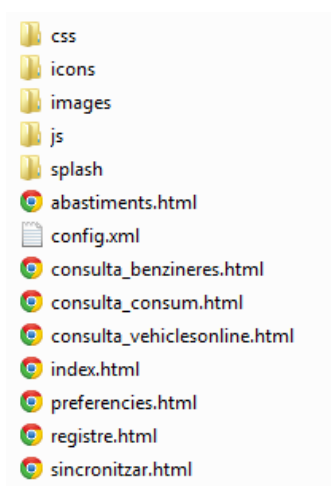 css
icons
images
js
splash
abastiments.html
config.xml
consulta_benzineres.html
consulta_consum.html
consulta_vehiclesonline.html
index.html
preferencies.html
registre.html
sincronitzar.html